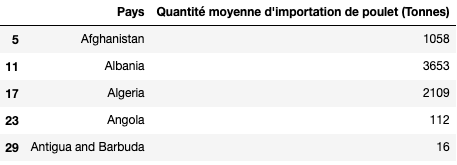 Pays Quantité moyenne d'importation de poulet (Tonnes)
5 Afghanistan 1058
11 Albania 3653
17 Algeria 2109
23 Angola 112
29 Antigua and Barbuda 16